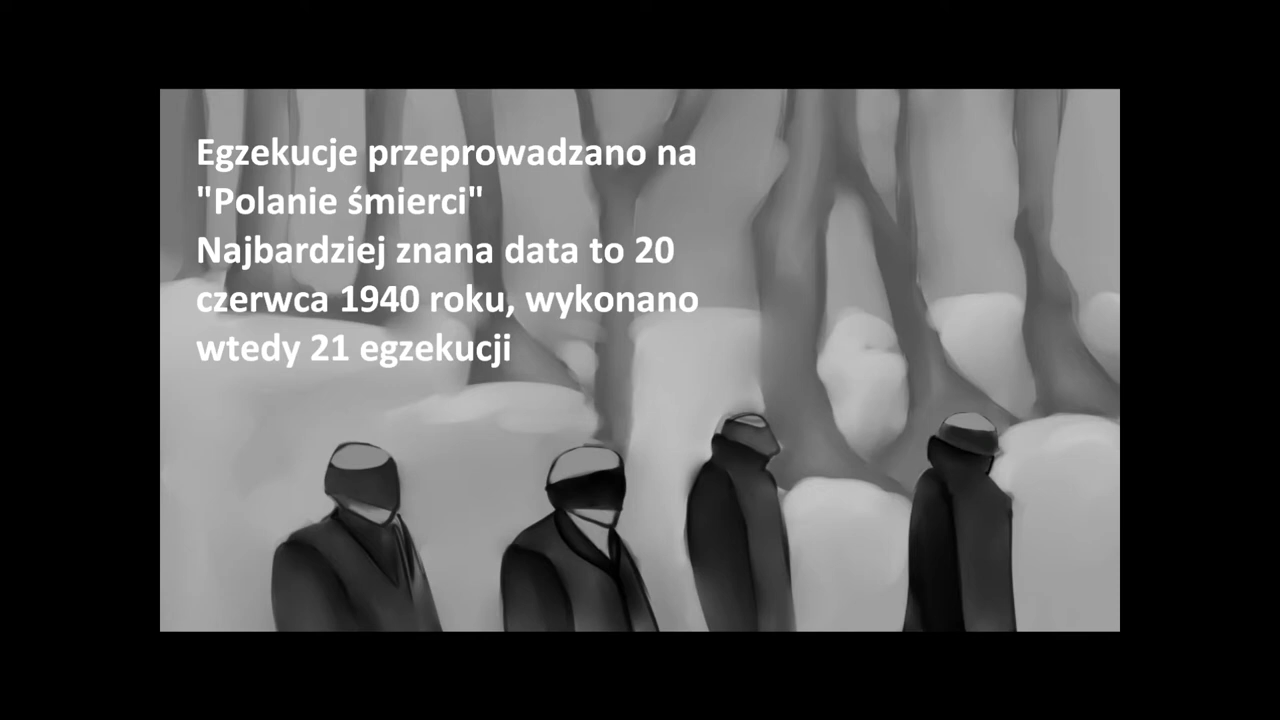 Egzekucje przeprowadzano na
"Polanie śmierci"
Najbardziej znana data to 20
czerwca 1940 roku, wykonano
wtedy 21 egzekucji